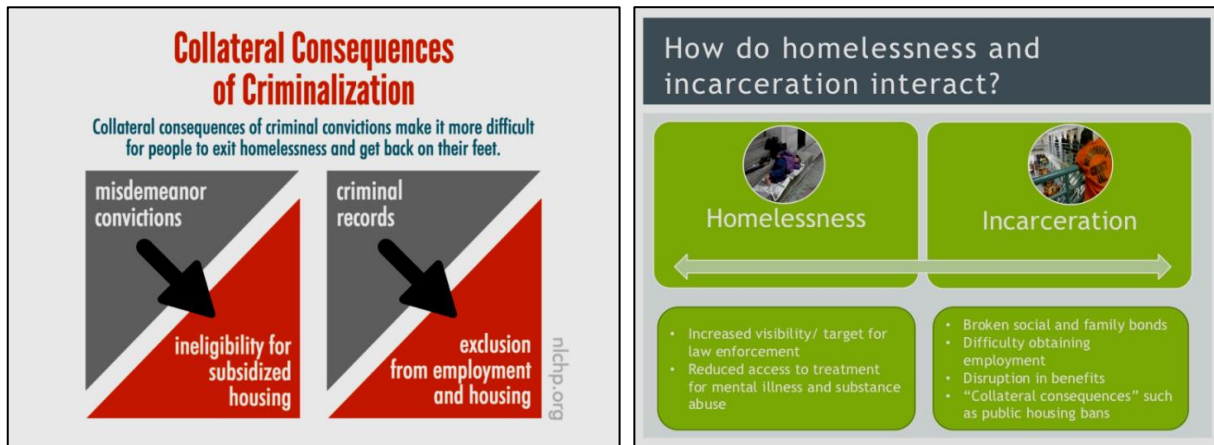 Collateral Consequences
of Criminalization
Collateral consequences of criminal convictions make it more difficult
for people to exit homelessness and get back on their feet.
misdemeanor
convictions
ineligibility for
subsidized
housing
criminal
records
exclusion
from employment
and housing
nlchp.org
How do homelessness and
incarceration interact?
Homelessness
Incarceration
• Increased visibility/ target for
law enforcement
• Reduced access to treatment
for mental illness and substance
abuse
• Broken social and family bonds
• Difficulty obtaining
employment
• Disruption in benefits
• “Collateral consequences” such
as public housing bans